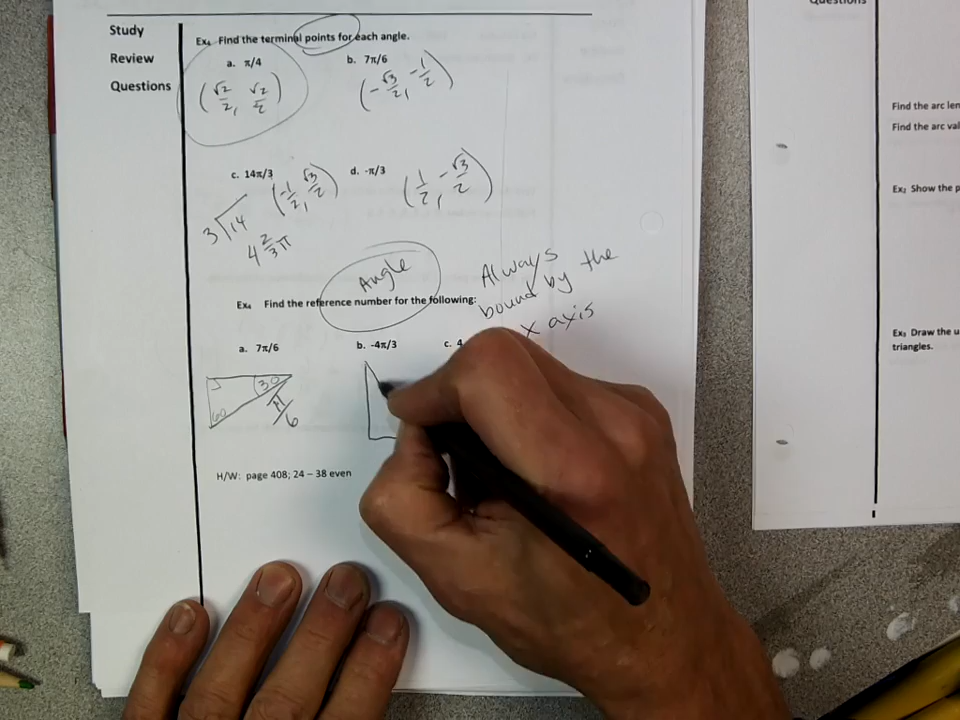 Study
Review
Questions
Ex₄ Find the terminal points for each angle.
a. π/4
b. 7π/6
(√2/2, √2/2)
(-√3/2, -1/2)
c. 14π/3
d. -π/3
(-1/2, √3/2)
(1/2, -√3/2)
3⟌14
4 2/3 π
Angle
Always
bound by the
x axis
Ex₄ Find the reference number for the following:
a. 7π/6
b. -4π/3
c. 4
30
60
π/6
H/W: page 408; 24 – 38 even
Questions
Find the arc len
Find the arc val
Ex₂ Show the p
Ex₃ Draw the u
triangles.